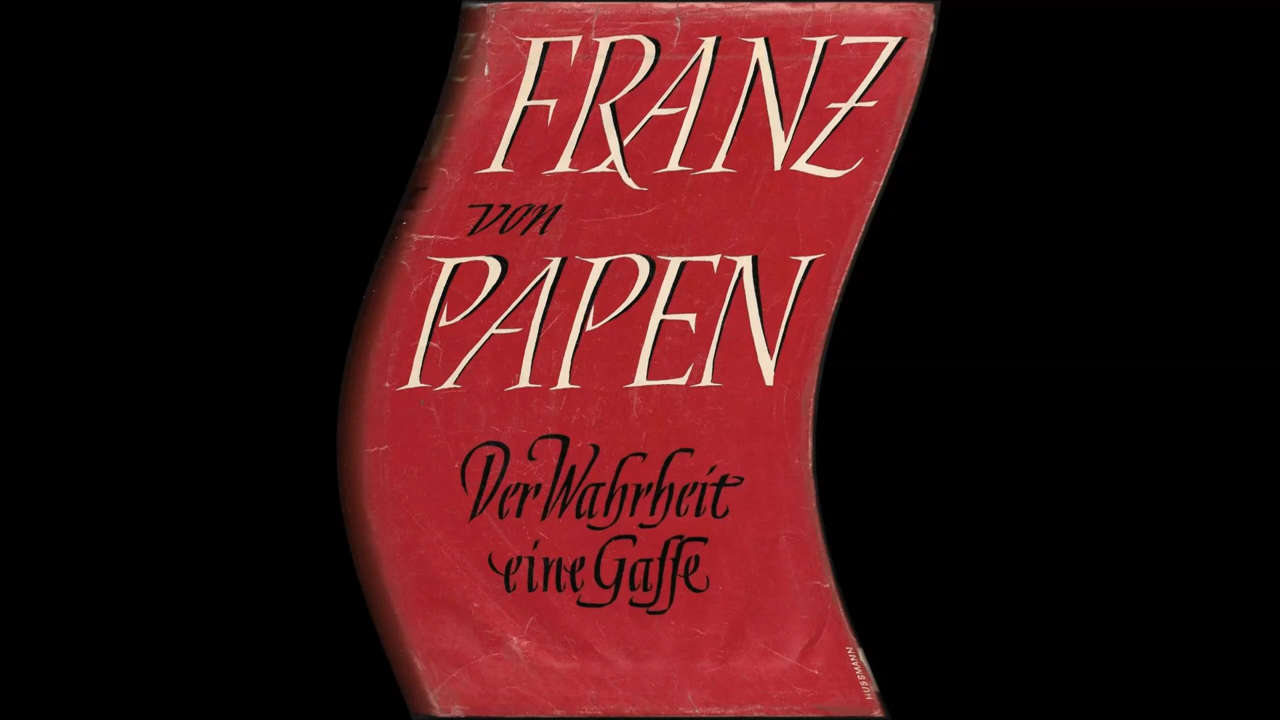 FRANZ
von
PAPEN
Der Wahrheit
eine Gasse
HUSSMANN